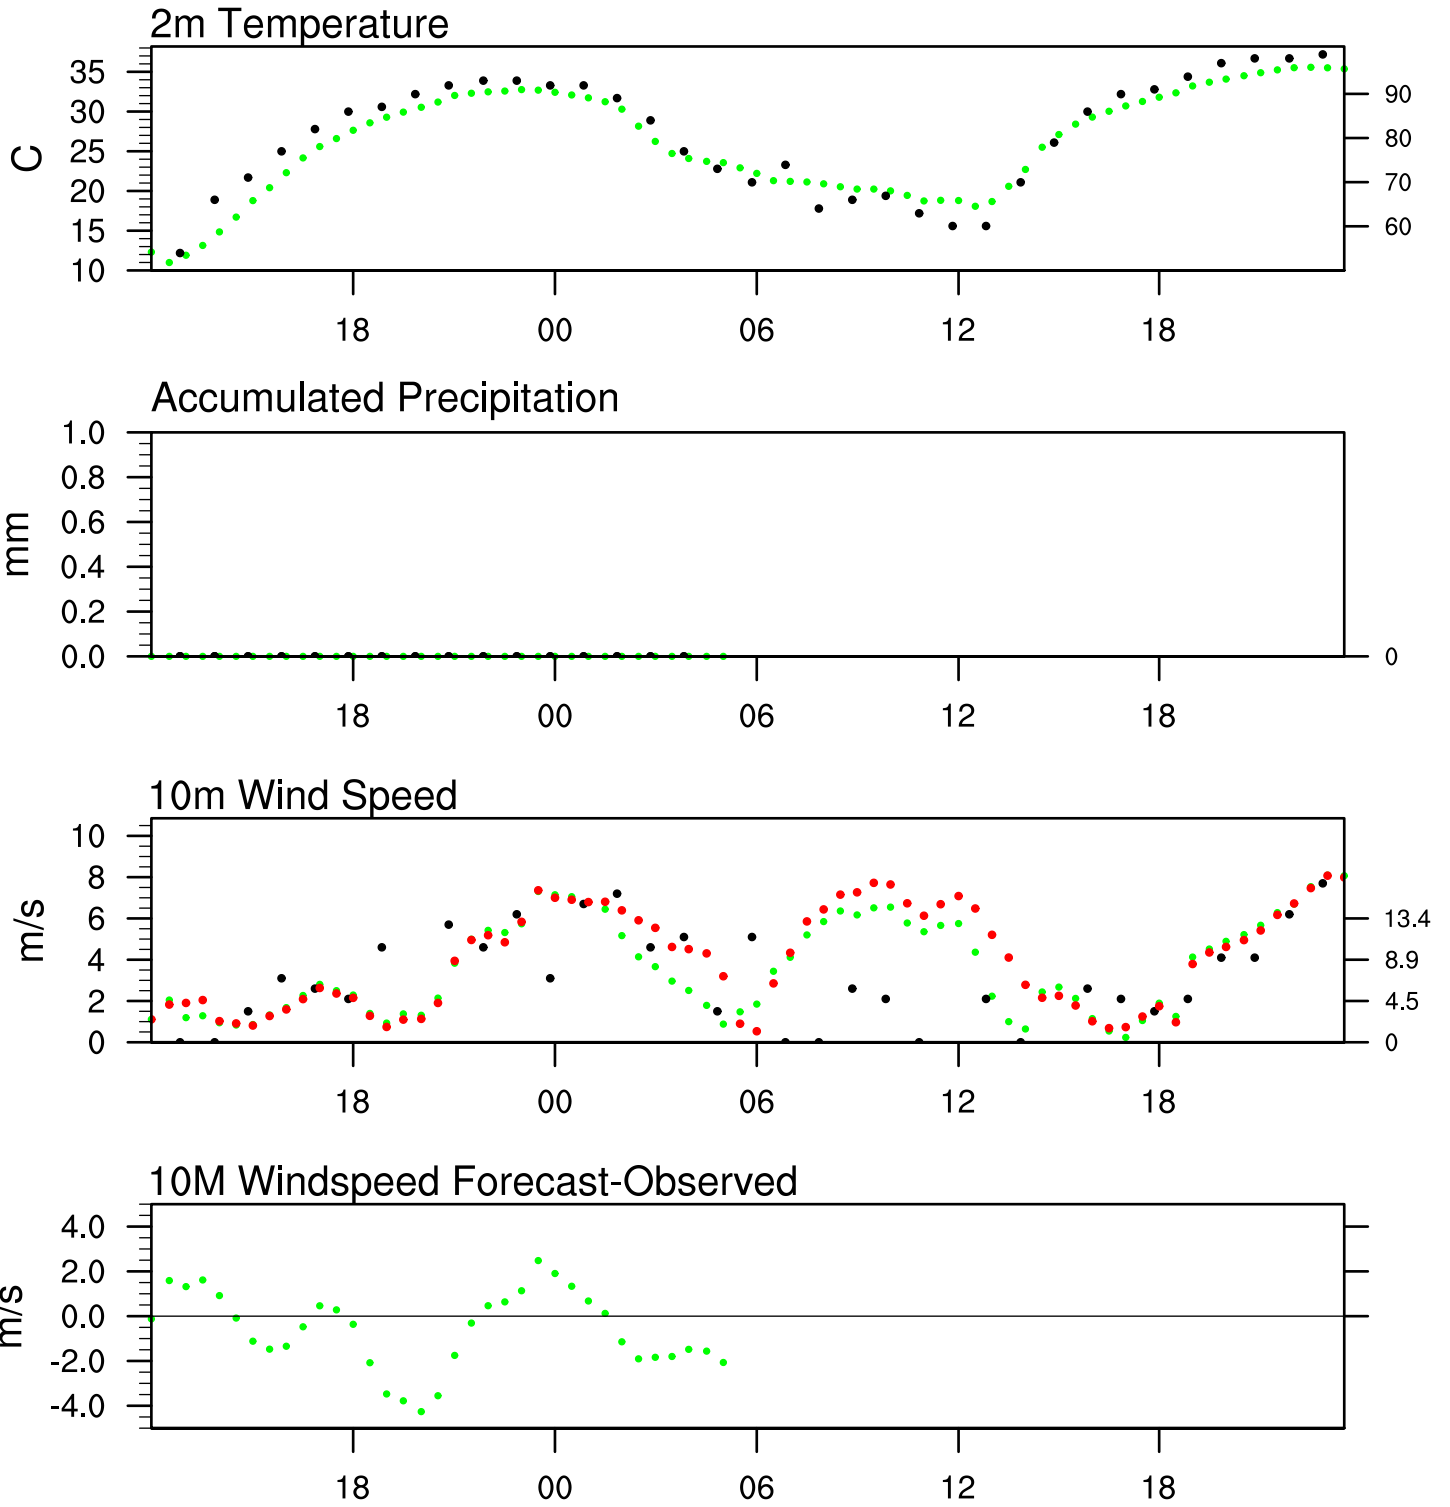 2m Temperature
C
35
30
25
20
15
10
90
80
70
60
18 00 06 12 18
Accumulated Precipitation
mm
1.0
0.8
0.6
0.4
0.2
0.0
0
18 00 06 12 18
10m Wind Speed
m/s
10
8
6
4
2
0
13.4
8.9
4.5
0
18 00 06 12 18
10M Windspeed Forecast-Observed
m/s
4.0
2.0
0.0
-2.0
-4.0
18 00 06 12 18